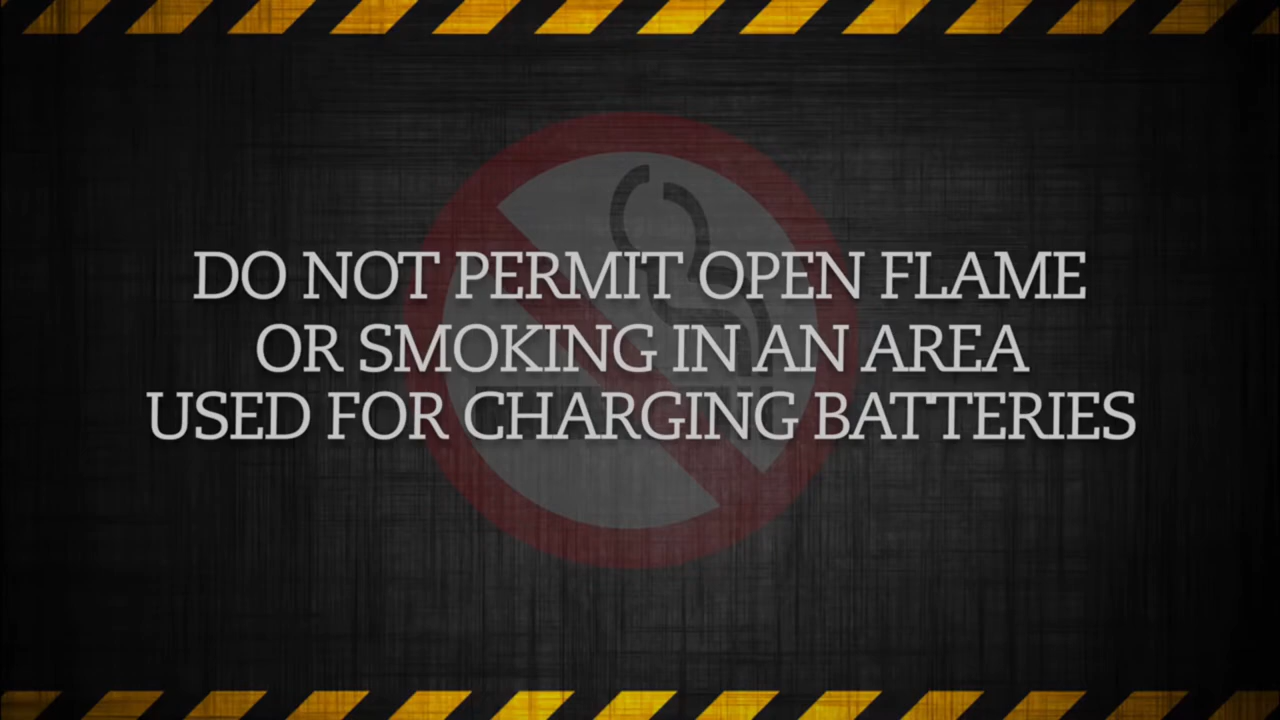 DO NOT PERMIT OPEN FLAME
OR SMOKING IN AN AREA
USED FOR CHARGING BATTERIES